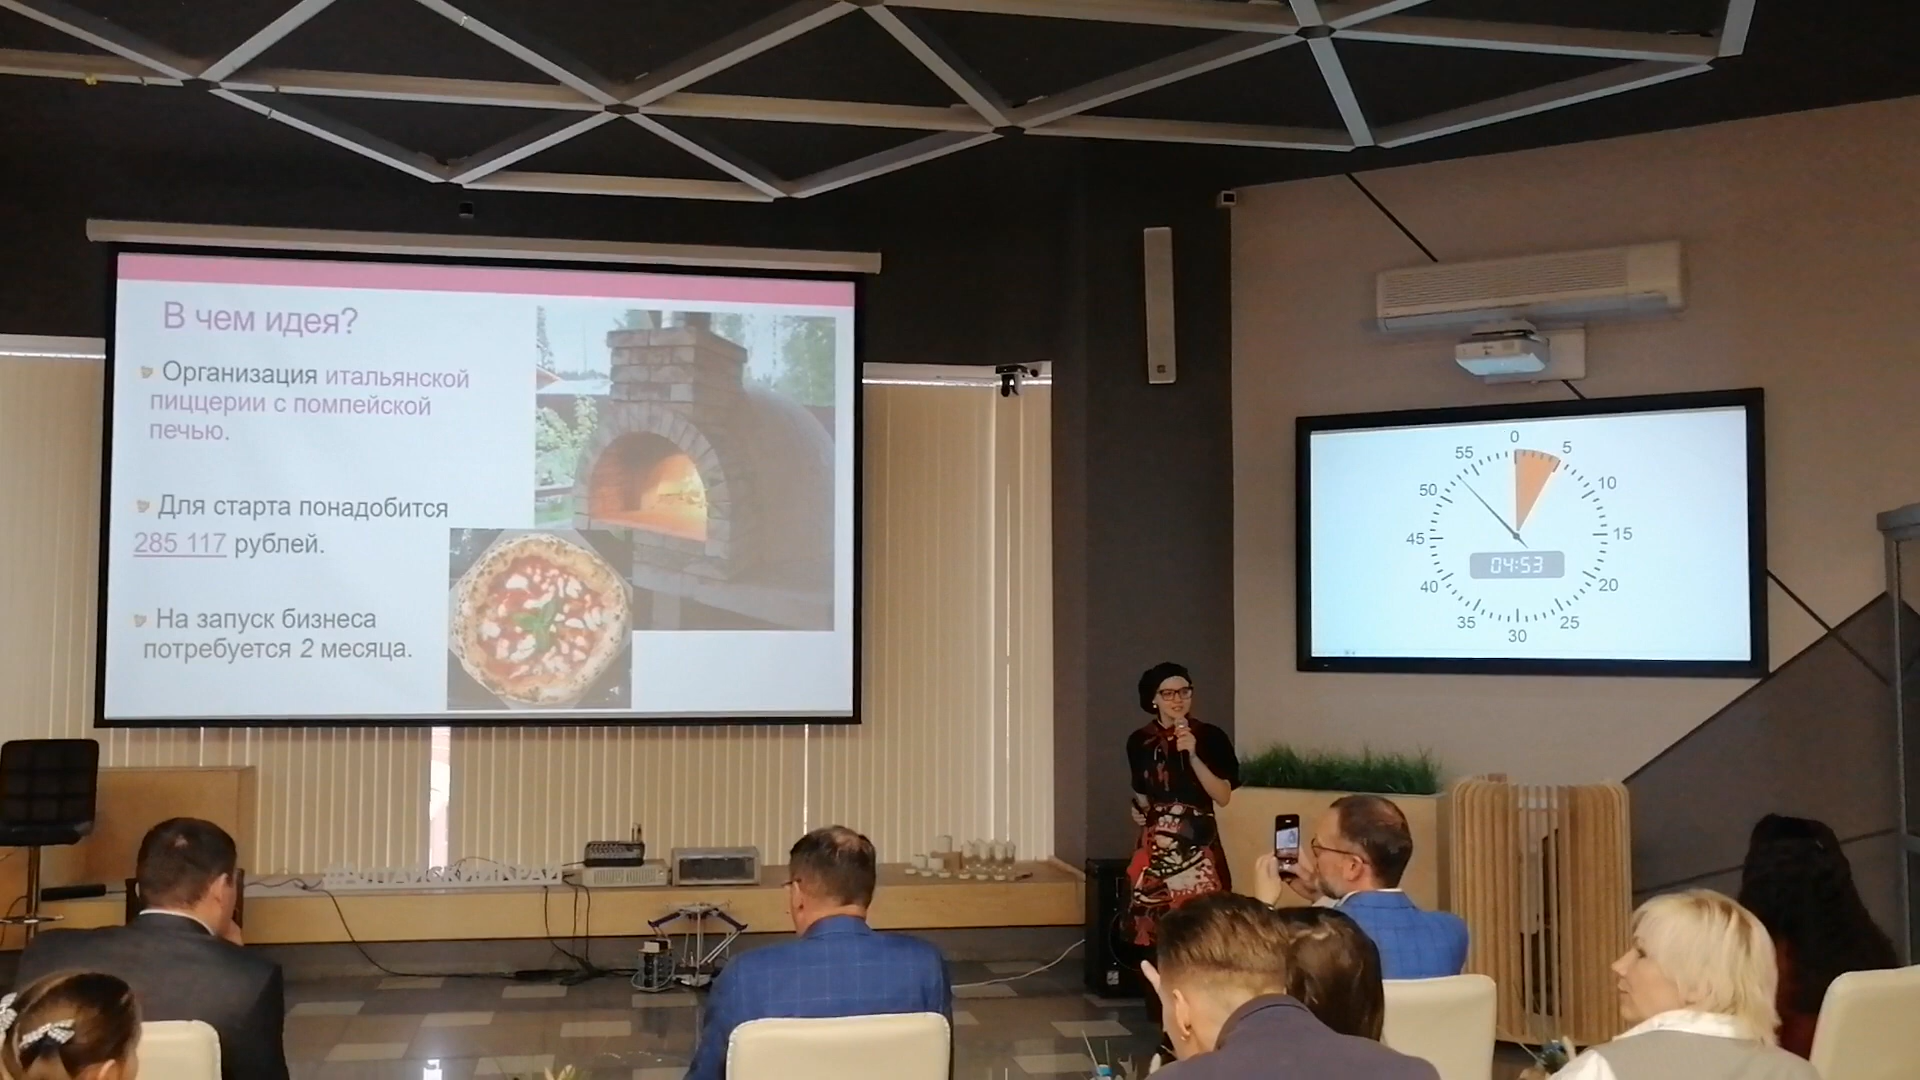 В чем идея?
Организация итальянской
пиццерии с помпейской
печью.
Для старта понадобится
285 117 рублей.
На запуск бизнеса
потребуется 2 месяца.
0
5
10
15
20
25
30
35
40
45
50
55
04:53
#АЛТАЙСКИЙКРАЙ